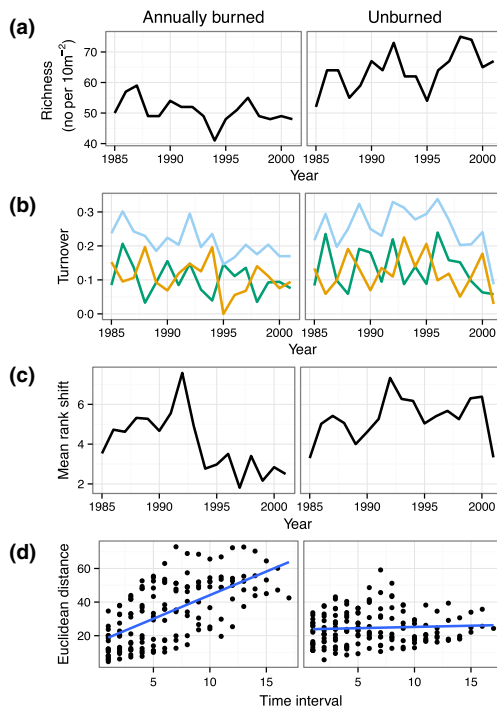 Annually burned Unburned
(a)
Richness
(no per 10m⁻²)
70
60
50
40
1985 1990 1995 2000 1985 1990 1995 2000
Year
(b)
Turnover
0·3
0·2
0·1
0·0
1985 1990 1995 2000 1985 1990 1995 2000
Year
(c)
Mean rank shift
6
4
2
1985 1990 1995 2000 1985 1990 1995 2000
Year
(d)
Euclidean distance
60
40
20
5 10 15 5 10 15
Time interval